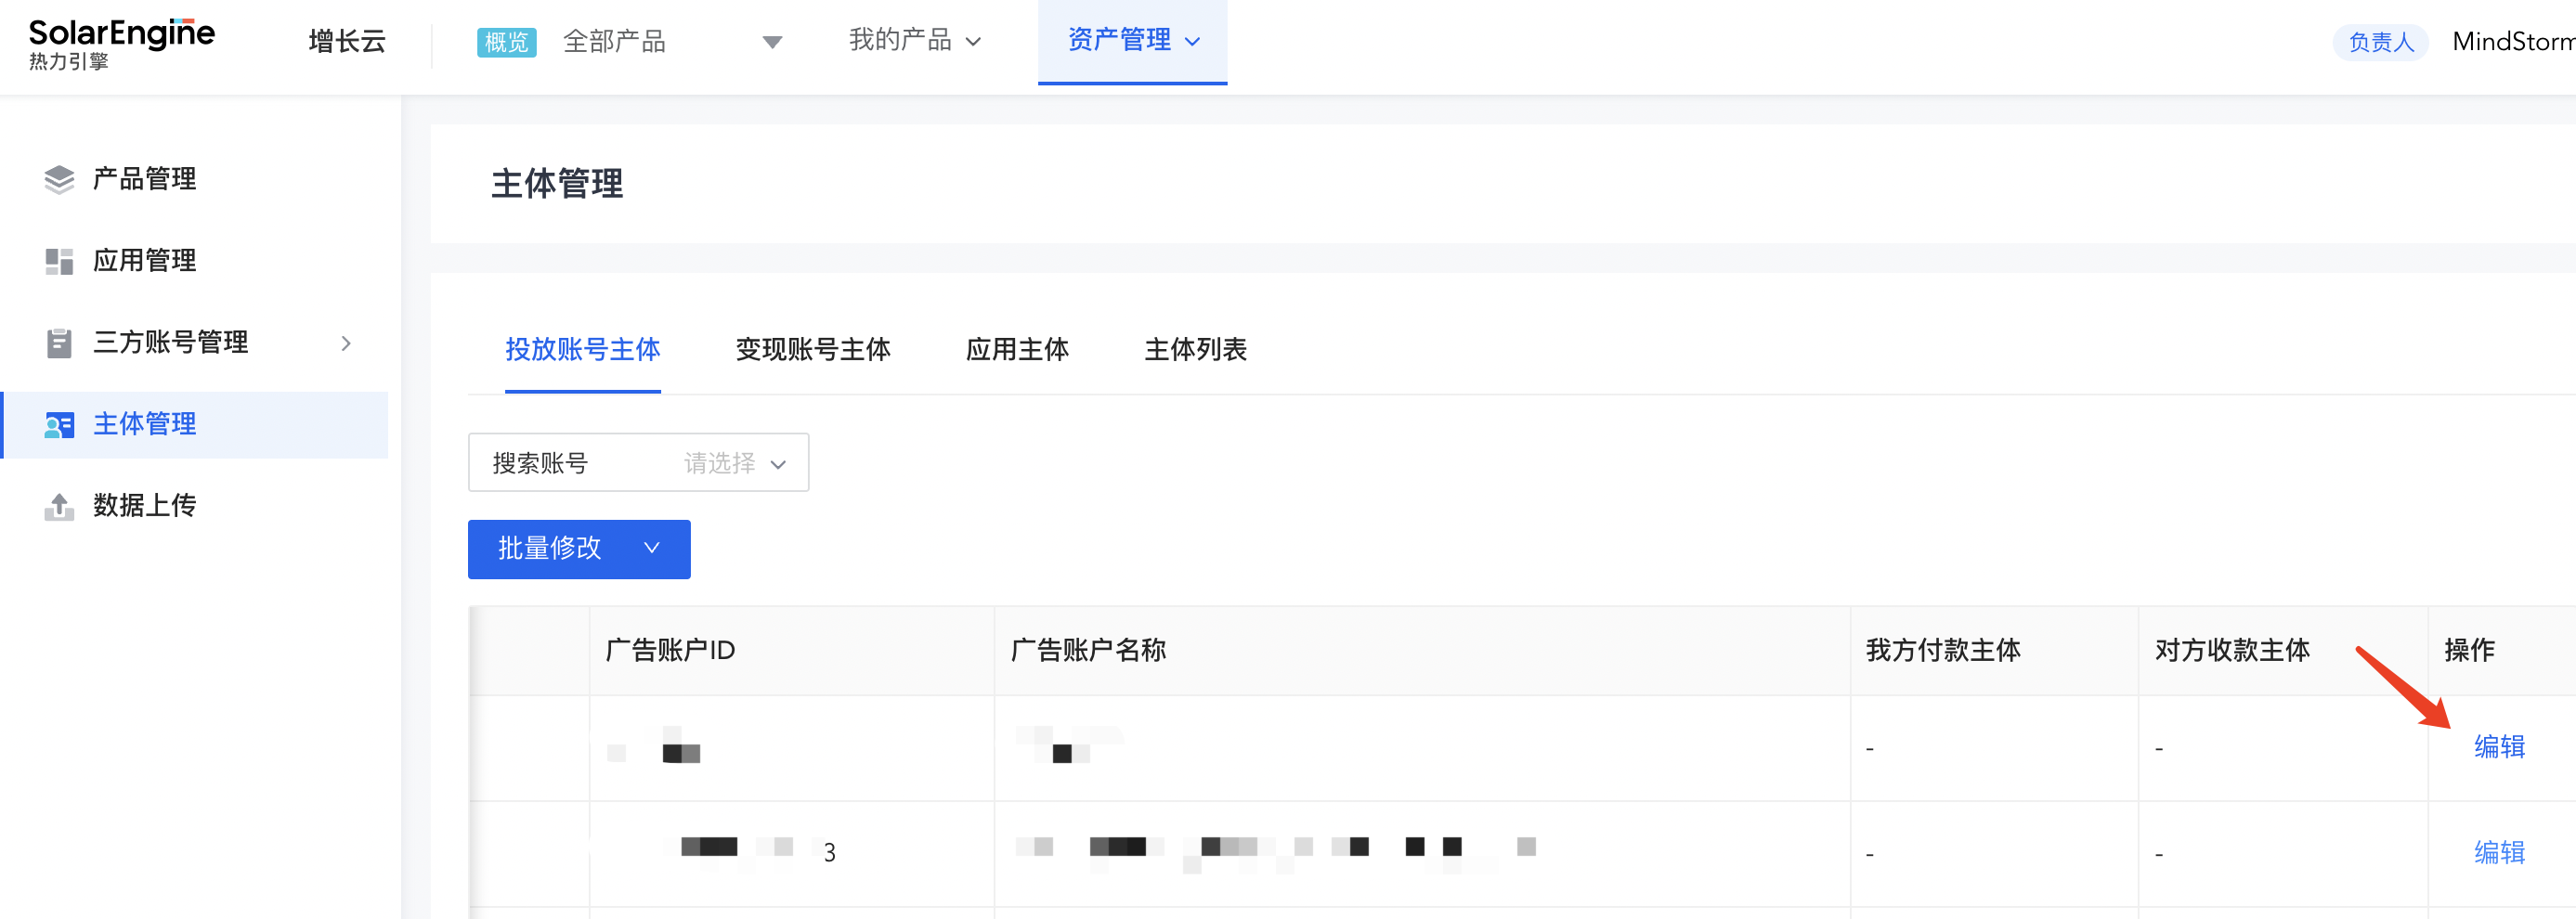 SolarEngine
热力引擎
增长云
概览 全部产品
我的产品
资产管理
负责人
MindStorm
产品管理
应用管理
三方账号管理
主体管理
数据上传
主体管理
投放账号主体 变现账号主体 应用主体 主体列表
搜索账号 请选择
批量修改
广告账户ID 广告账户名称 我方付款主体 对方收款主体 操作
- - 编辑
3 - - 编辑